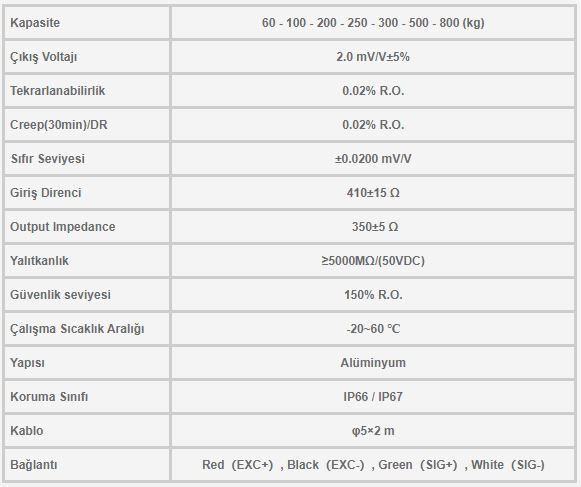 Kapasite 60 - 100 - 200 - 250 - 300 - 500 - 800 (kg)
Çıkış Voltajı 2.0 mV/V±5%
Tekrarlanabilirlik 0.02% R.O.
Creep(30min)/DR 0.02% R.O.
Sıfır Seviyesi ±0.0200 mV/V
Giriş Direnci 410±15 Ω
Output Impedance 350±5 Ω
Yalıtkanlık ≥5000MΩ/(50VDC)
Güvenlik seviyesi 150% R.O.
Çalışma Sıcaklık Aralığı -20~60 °C
Yapısı Alüminyum
Koruma Sınıfı IP66 / IP67
Kablo φ5×2 m
Bağlantı Red (EXC+) , Black (EXC-) , Green (SIG+) , White (SIG-)